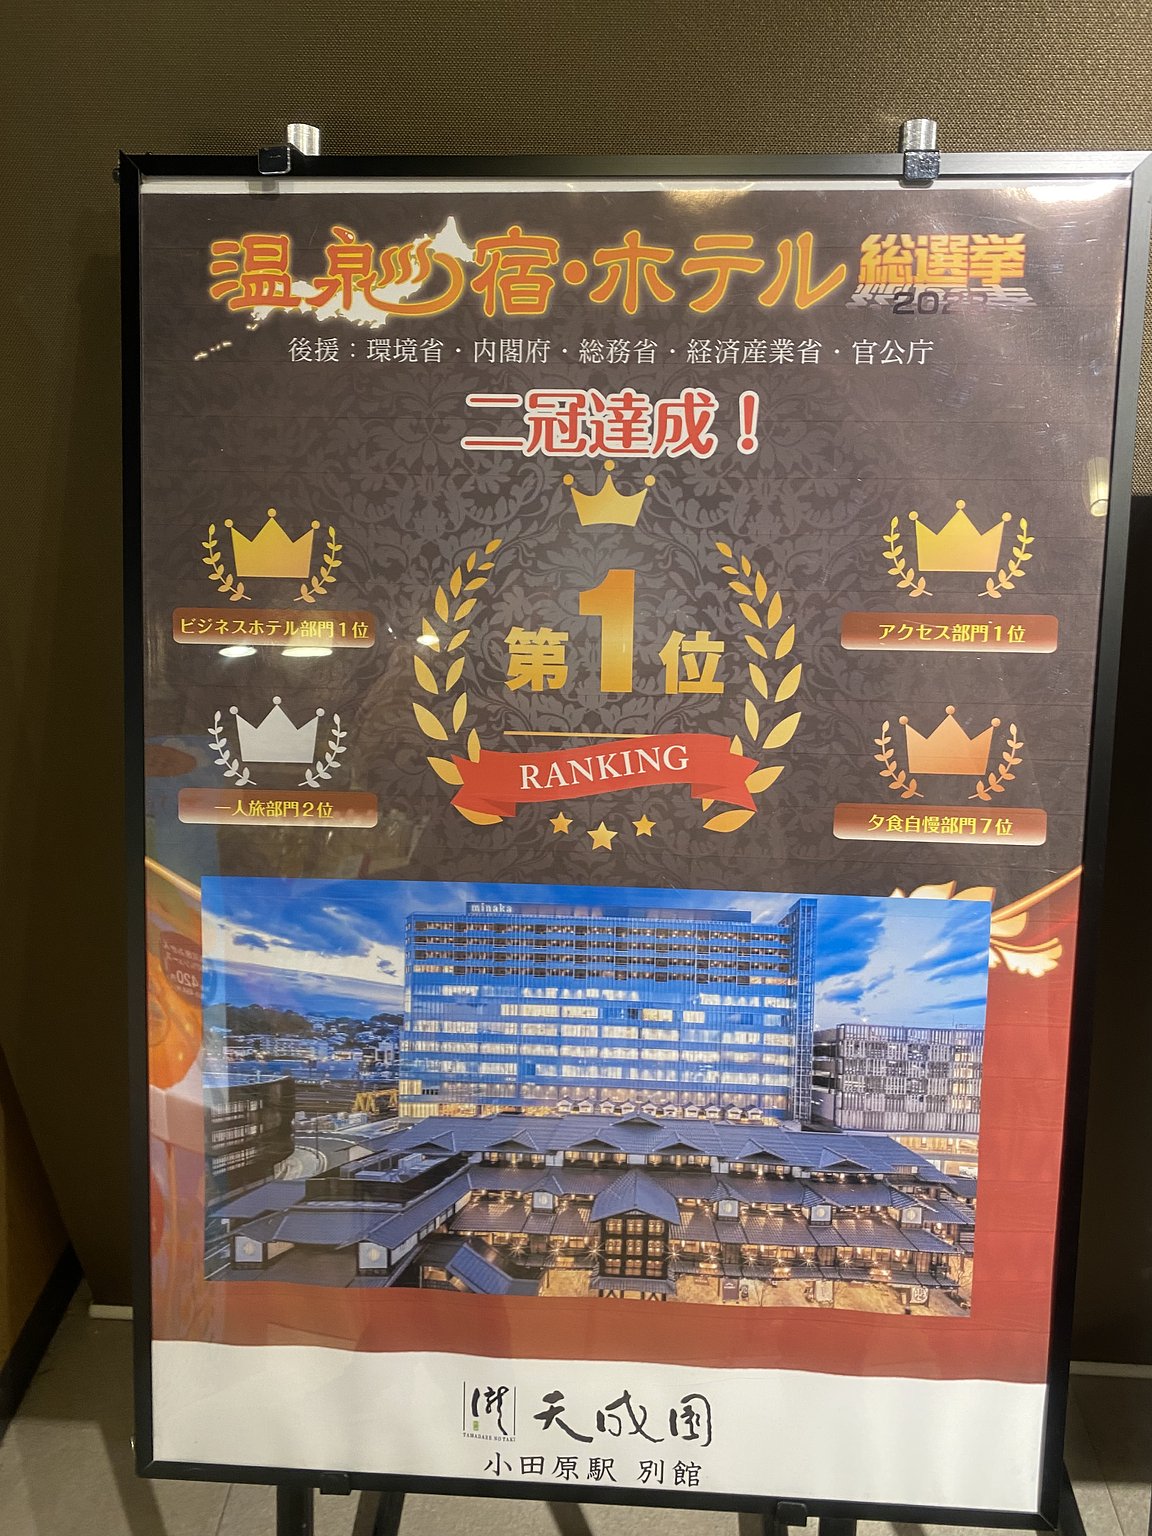 温泉宿・ホテル総選挙
後援：環境省・内閣府・総務省・経済産業省・官公庁
二冠達成！
ビジネスホテル部門1位
アクセス部門1位
第1位
RANKING
一人旅部門2位
夕食自慢部門7位
minaka
天成園
TAMADARE NO TAKI
小田原駅 別館